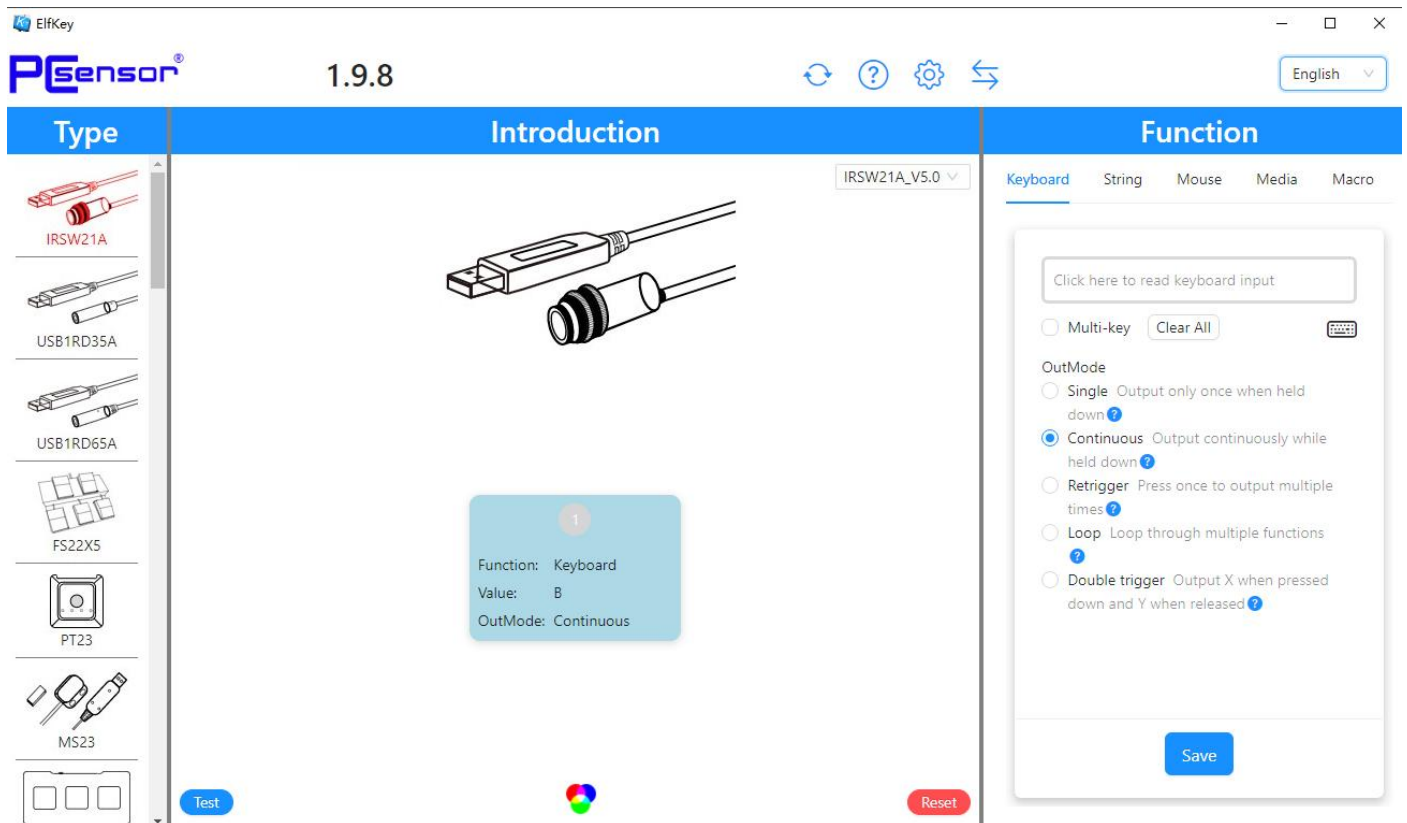 ElfKey
PCsensor®
1.9.8
English
Type
Introduction
Function
IRSW21A
USB1RD35A
USB1RD65A
FS22X5
PT23
MS23
IRSW21A_V5.0
1
Function: Keyboard
Value: B
OutMode: Continuous
Test
Reset
Keyboard String Mouse Media Macro
Click here to read keyboard input
Multi-key Clear All
OutMode
Single Output only once when held
down ?
Continuous Output continuously while
held down ?
Retrigger Press once to output multiple
times ?
Loop Loop through multiple functions
?
Double trigger Output X when pressed
down and Y when released ?
Save